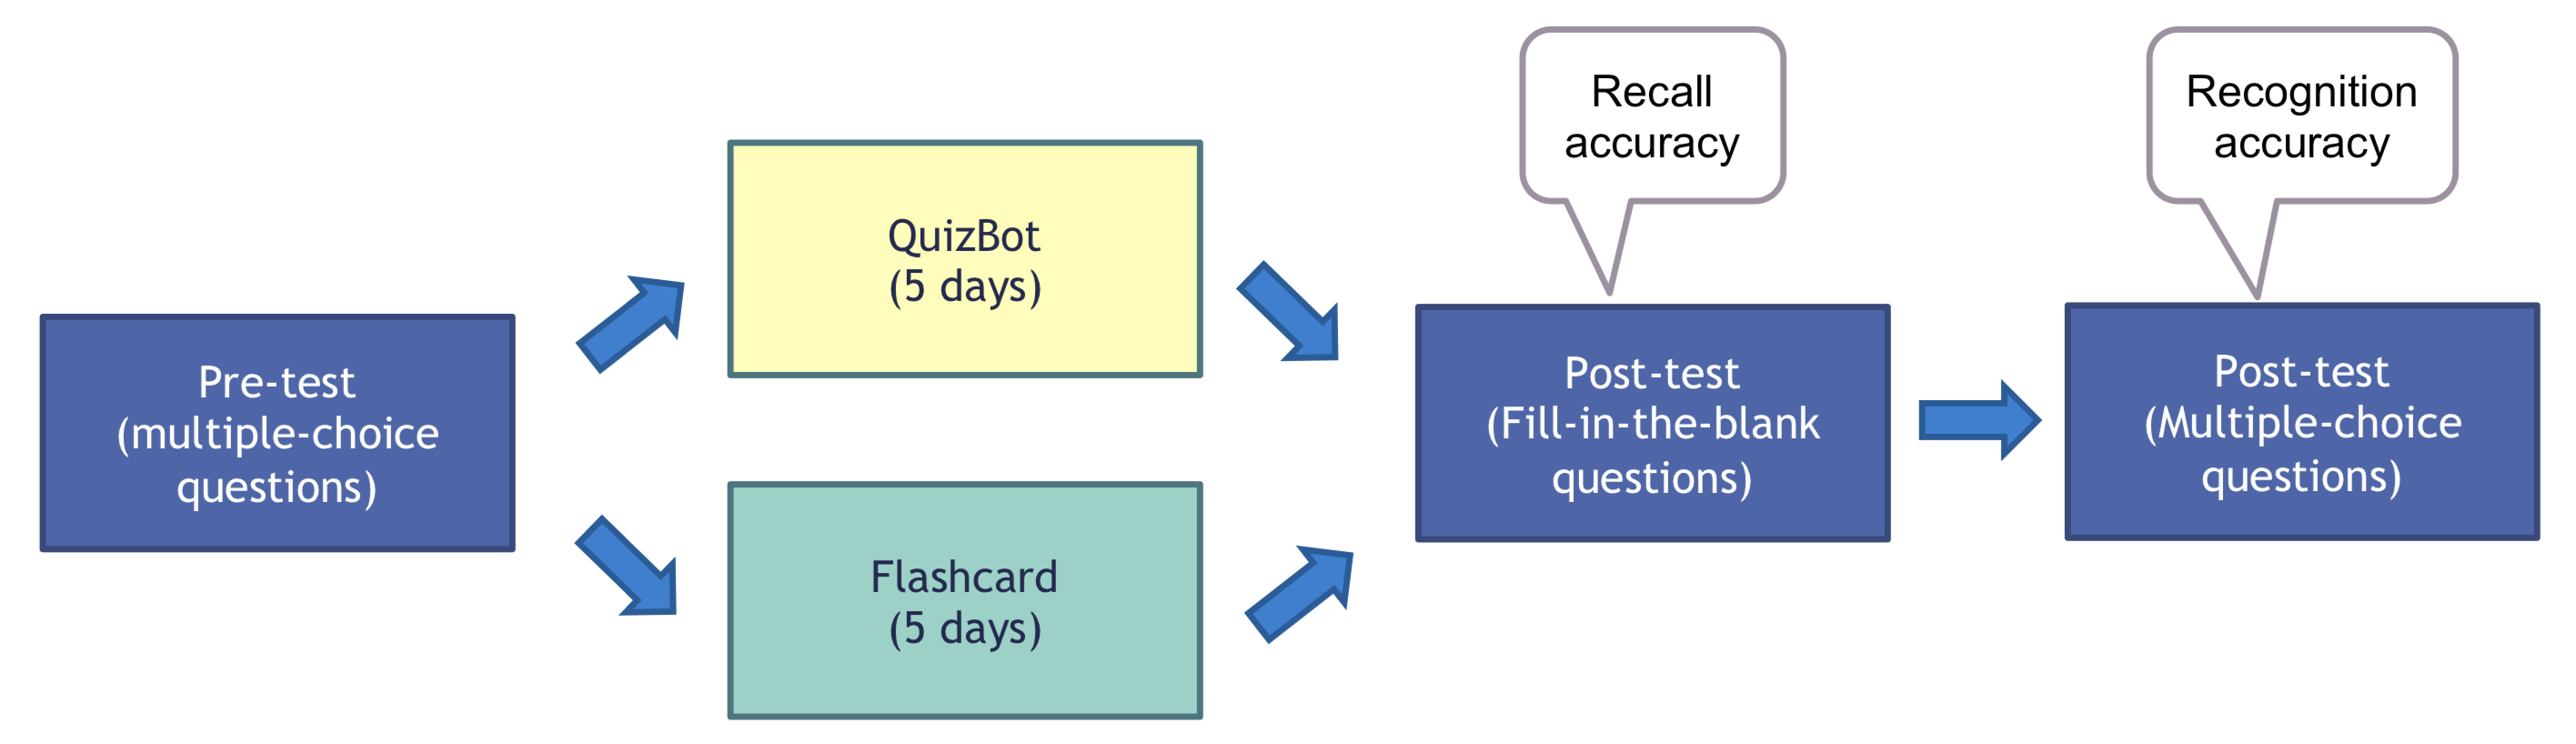 Pre-test
(multiple-choice
questions)
QuizBot
(5 days)
Flashcard
(5 days)
Recall
accuracy
Post-test
(Fill-in-the-blank
questions)
Recognition
accuracy
Post-test
(Multiple-choice
questions)